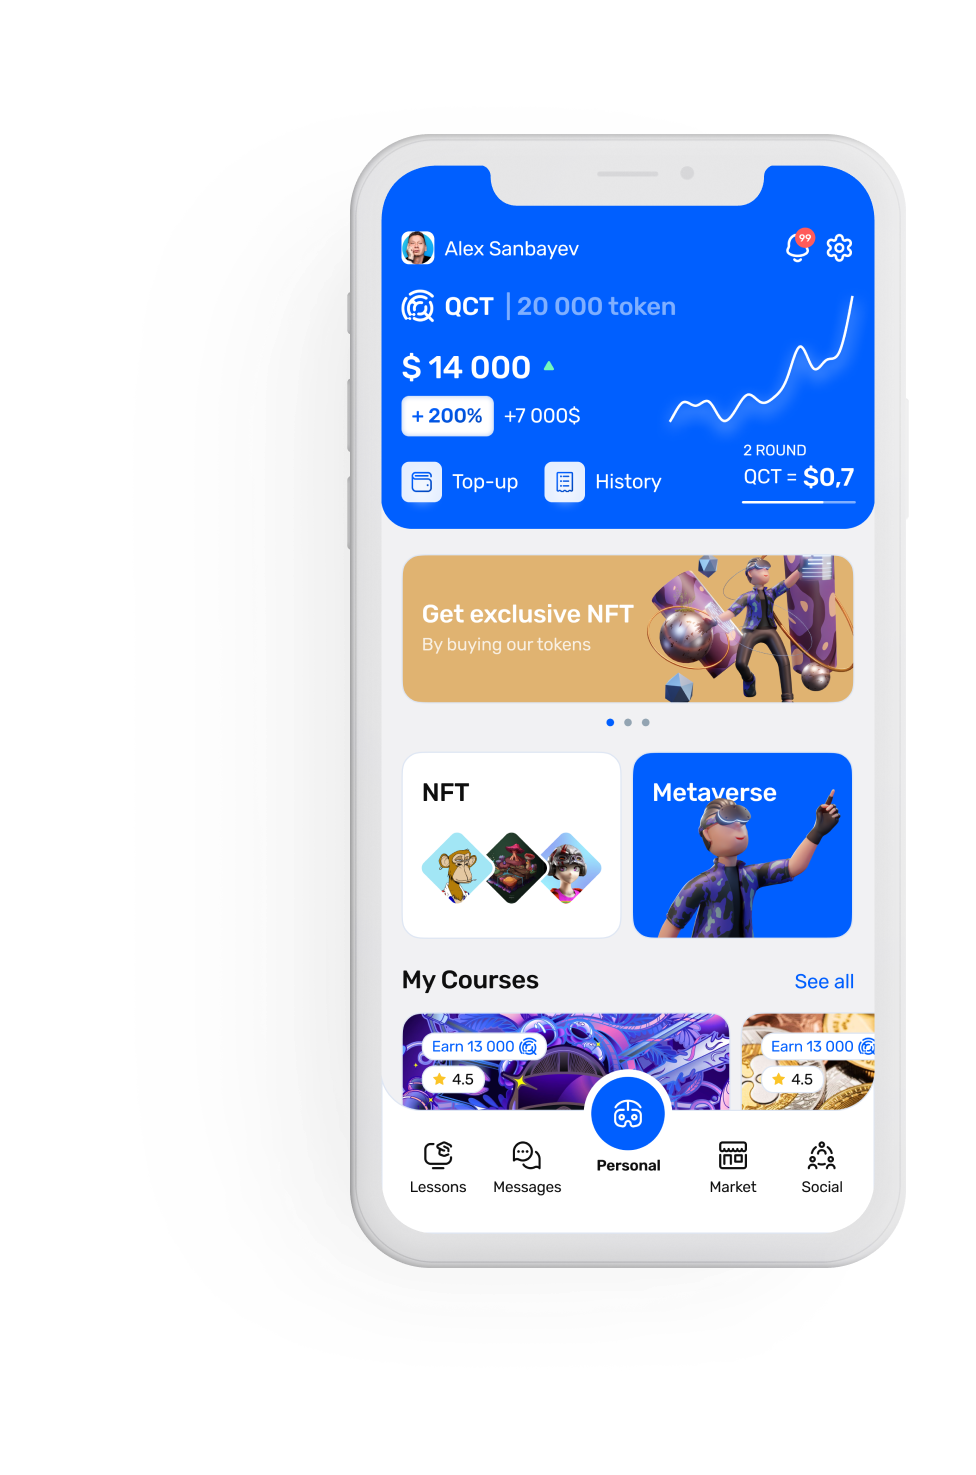 Alex Sanbayev
99
QCT | 20 000 token
$ 14 000
+ 200% +7 000$
2 ROUND
QCT = $0,7
Top-up
History
Get exclusive NFT
By buying our tokens
NFT
Metaverse
My Courses
See all
Earn 13 000
4.5
Earn 13 000
4.5
Lessons
Messages
Personal
Market
Social